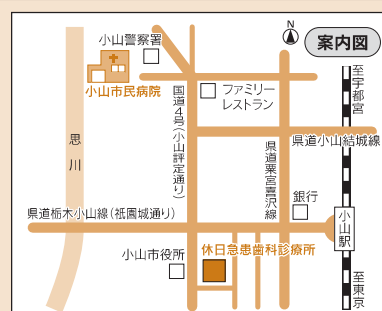 N
案内図
小山警察署
小山市民病院
至宇都宮
ファミリー
レストラン
国道4号(小山評定通り)
思川
県道小山結城線
県道粟宮喜沢線
銀行
県道栃木小山線(祇園城通り)
小山駅
小山市役所
休日急患歯科診療所
至東京